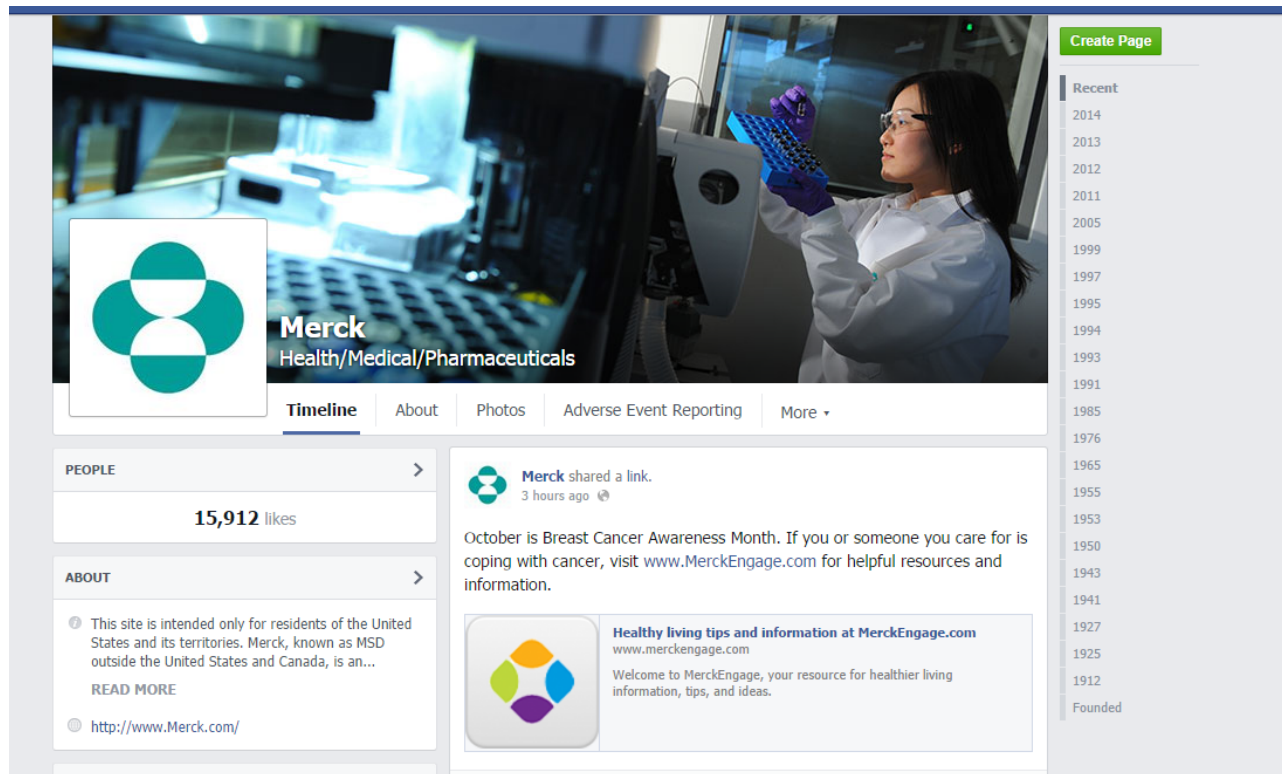 Merck
Health/Medical/Pharmaceuticals
Timeline About Photos Adverse Event Reporting More
PEOPLE
15,912 likes
ABOUT
This site is intended only for residents of the United
States and its territories. Merck, known as MSD
outside the United States and Canada, is an...
READ MORE
http://www.Merck.com/
Merck shared a link.
3 hours ago
October is Breast Cancer Awareness Month. If you or someone you care for is
coping with cancer, visit www.MerckEngage.com for helpful resources and
information.
Healthy living tips and information at MerckEngage.com
www.merckengage.com
Welcome to MerckEngage, your resource for healthier living
information, tips, and ideas.
Create Page
Recent
2014
2013
2012
2011
2005
1999
1997
1995
1994
1993
1991
1985
1976
1965
1955
1953
1950
1943
1941
1927
1925
1912
Founded